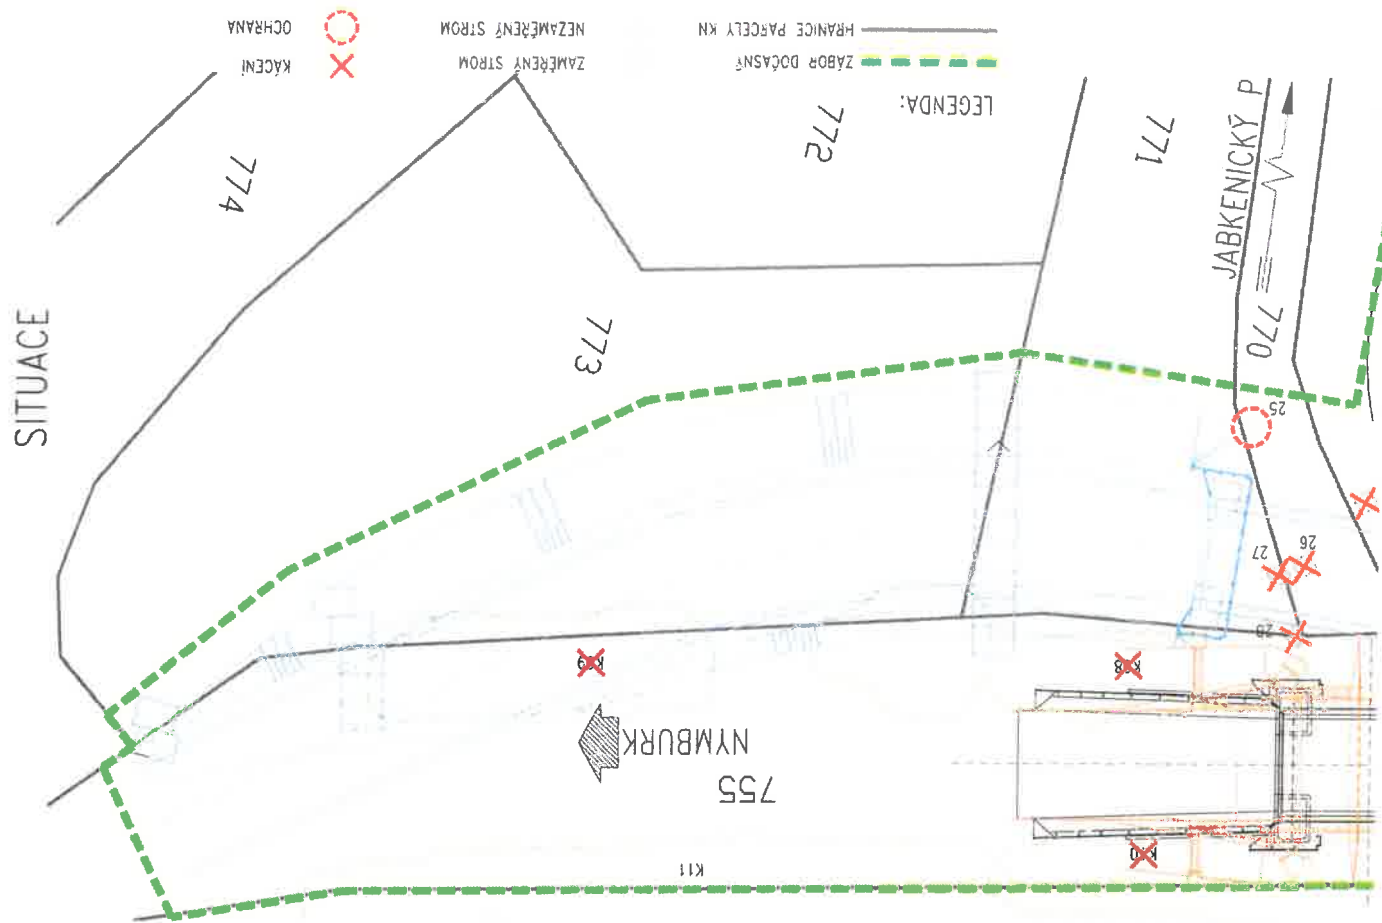 SITUACE
LEGENDA:
ZÁBOR DOČASNÝ
HRANICE PARCELY KN
ZAMĚŘENÝ STROM
NEZAMĚŘENÝ STROM
KÁCENÍ
OCHRANA
774
773
772
771
770
JABKENICKÝ P
25
26
27
28
NYMBURK
755
K11